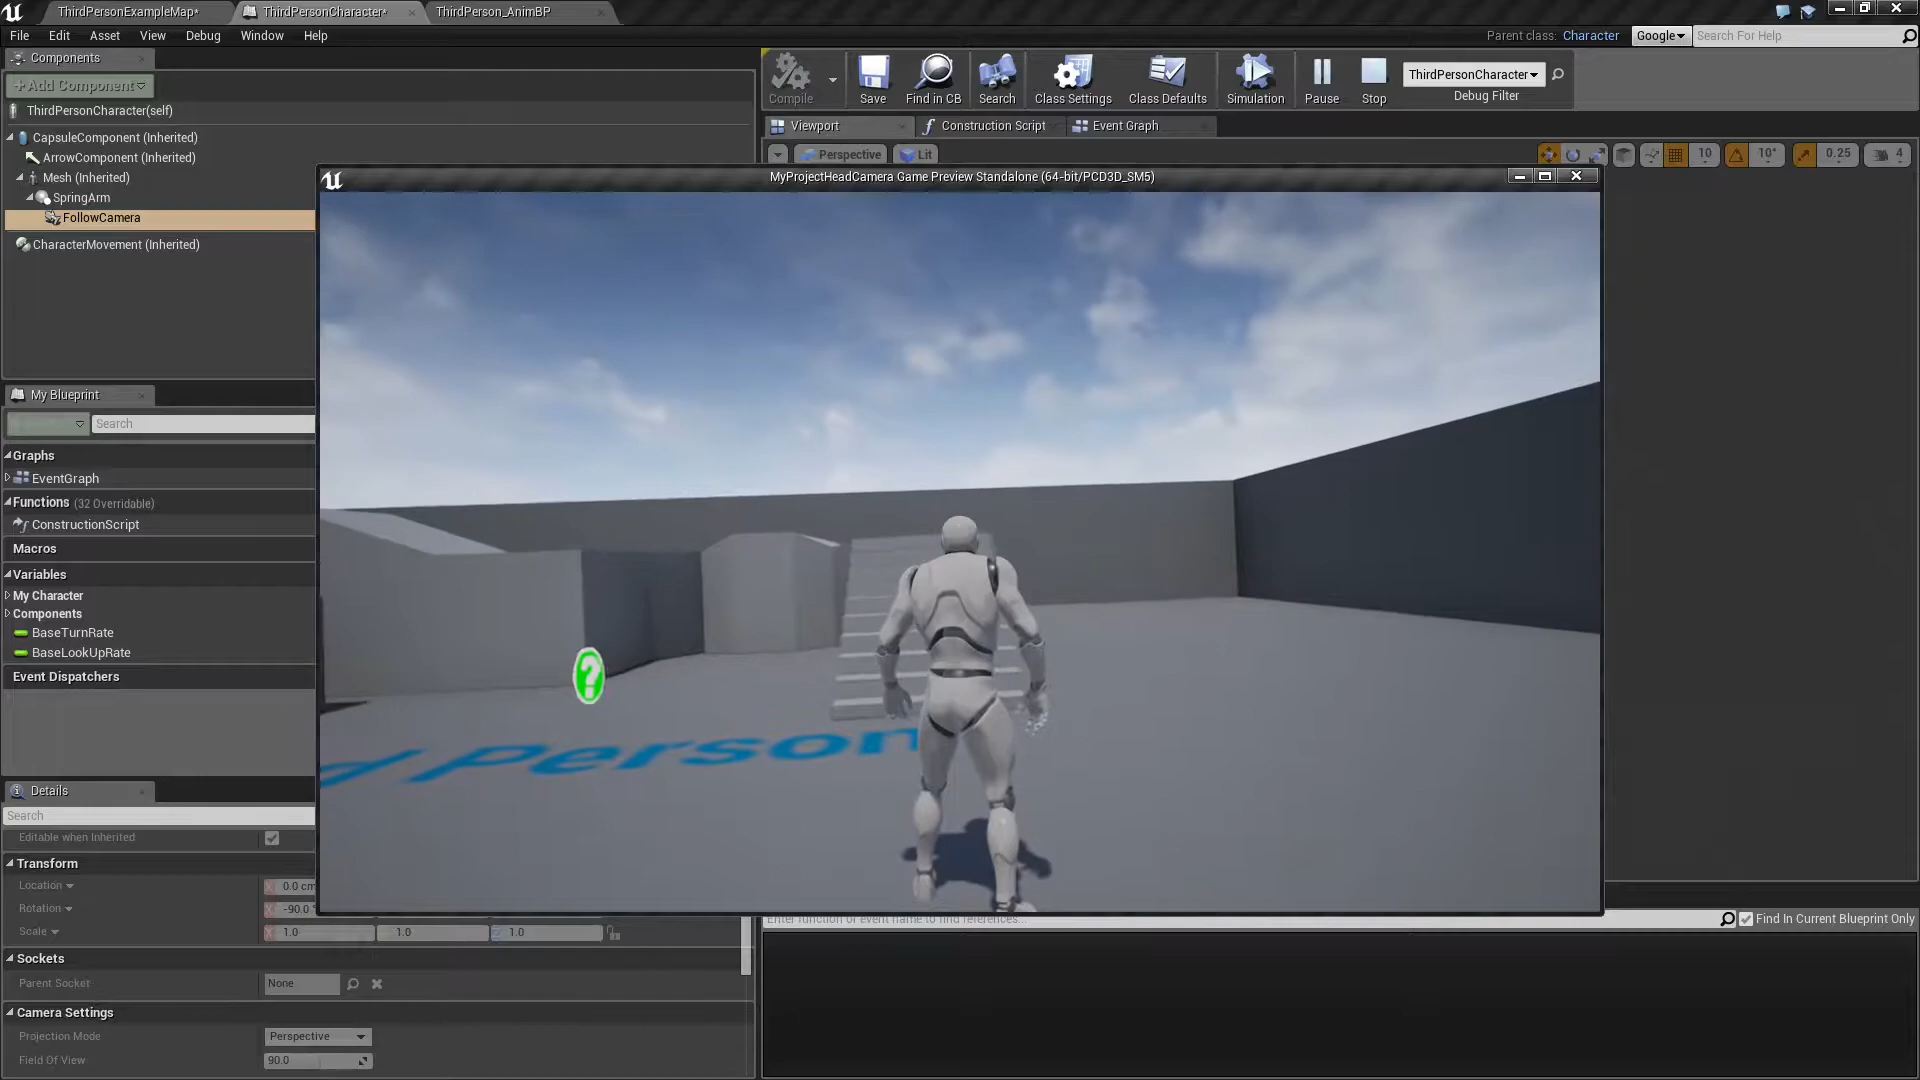 ThirdPersonExampleMap*
ThirdPersonCharacter*
ThirdPerson_AnimBP
File Edit Asset View Debug Window Help
Parent class: Character
Google
Search For Help
Components
+Add Component
ThirdPersonCharacter(self)
CapsuleComponent (Inherited)
ArrowComponent (Inherited)
Mesh (Inherited)
SpringArm
FollowCamera
CharacterMovement (Inherited)
Compile Save Find in CB Search Class Settings Class Defaults Simulation Pause Stop
ThirdPersonCharacter
Debug Filter
Viewport
Construction Script
Event Graph
Perspective
Lit
10
10°
0.25
4
MyProjectHeadCamera Game Preview Standalone (64-bit/PCD3D_SM5)
?
d Person
My Blueprint
Search
Graphs
EventGraph
Functions (32 Overridable)
ConstructionScript
Macros
Variables
My Character
Components
BaseTurnRate
BaseLookUpRate
Event Dispatchers
Details
Search
Editable when Inherited
Transform
Location
X 0.0 cm
Rotation
X -90.0 °
Scale
X 1.0 1.0 Z 1.0
Sockets
Parent Socket
None
Camera Settings
Projection Mode
Perspective
Field Of View
90.0
Enter function or event name to find references...
Find In Current Blueprint Only